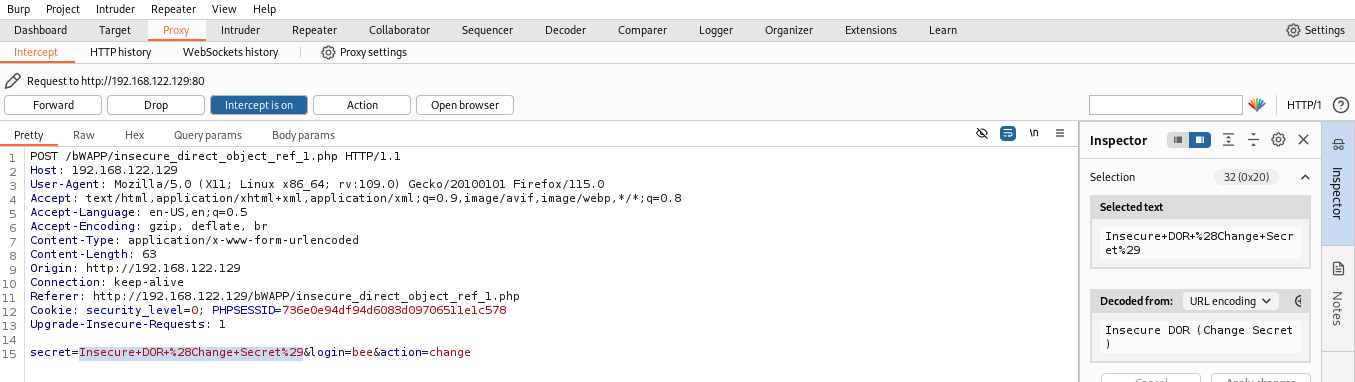 Burp Project Intruder Repeater View Help
Dashboard Target Proxy Intruder Repeater Collaborator Sequencer Decoder Comparer Logger Organizer Extensions Learn Settings
Intercept HTTP history WebSockets history Proxy settings
Request to http://192.168.122.129:80
Forward Drop Intercept is on Action Open browser HTTP/1
Pretty Raw Hex Query params Body params \n
1 POST /bWAPP/insecure_direct_object_ref_1.php HTTP/1.1
2 Host: 192.168.122.129
3 User-Agent: Mozilla/5.0 (X11; Linux x86_64; rv:109.0) Gecko/20100101 Firefox/115.0
4 Accept: text/html,application/xhtml+xml,application/xml;q=0.9,image/avif,image/webp,*/*;q=0.8
5 Accept-Language: en-US,en;q=0.5
6 Accept-Encoding: gzip, deflate, br
7 Content-Type: application/x-www-form-urlencoded
8 Content-Length: 63
9 Origin: http://192.168.122.129
10 Connection: keep-alive
11 Referer: http://192.168.122.129/bWAPP/insecure_direct_object_ref_1.php
12 Cookie: security_level=0; PHPSESSID=736e0e94df94d6083d09706511e1c578
13 Upgrade-Insecure-Requests: 1
14
15 secret=Insecure+DOR+%28Change+Secret%29&login=bee&action=change
Inspector
Selection 32 (0x20)
Selected text
Insecure+DOR+%28Change+Secr
et%29
Decoded from: URL encoding
Insecure DOR (Change Secret
)
Cancel Apply changes
Inspector
Notes